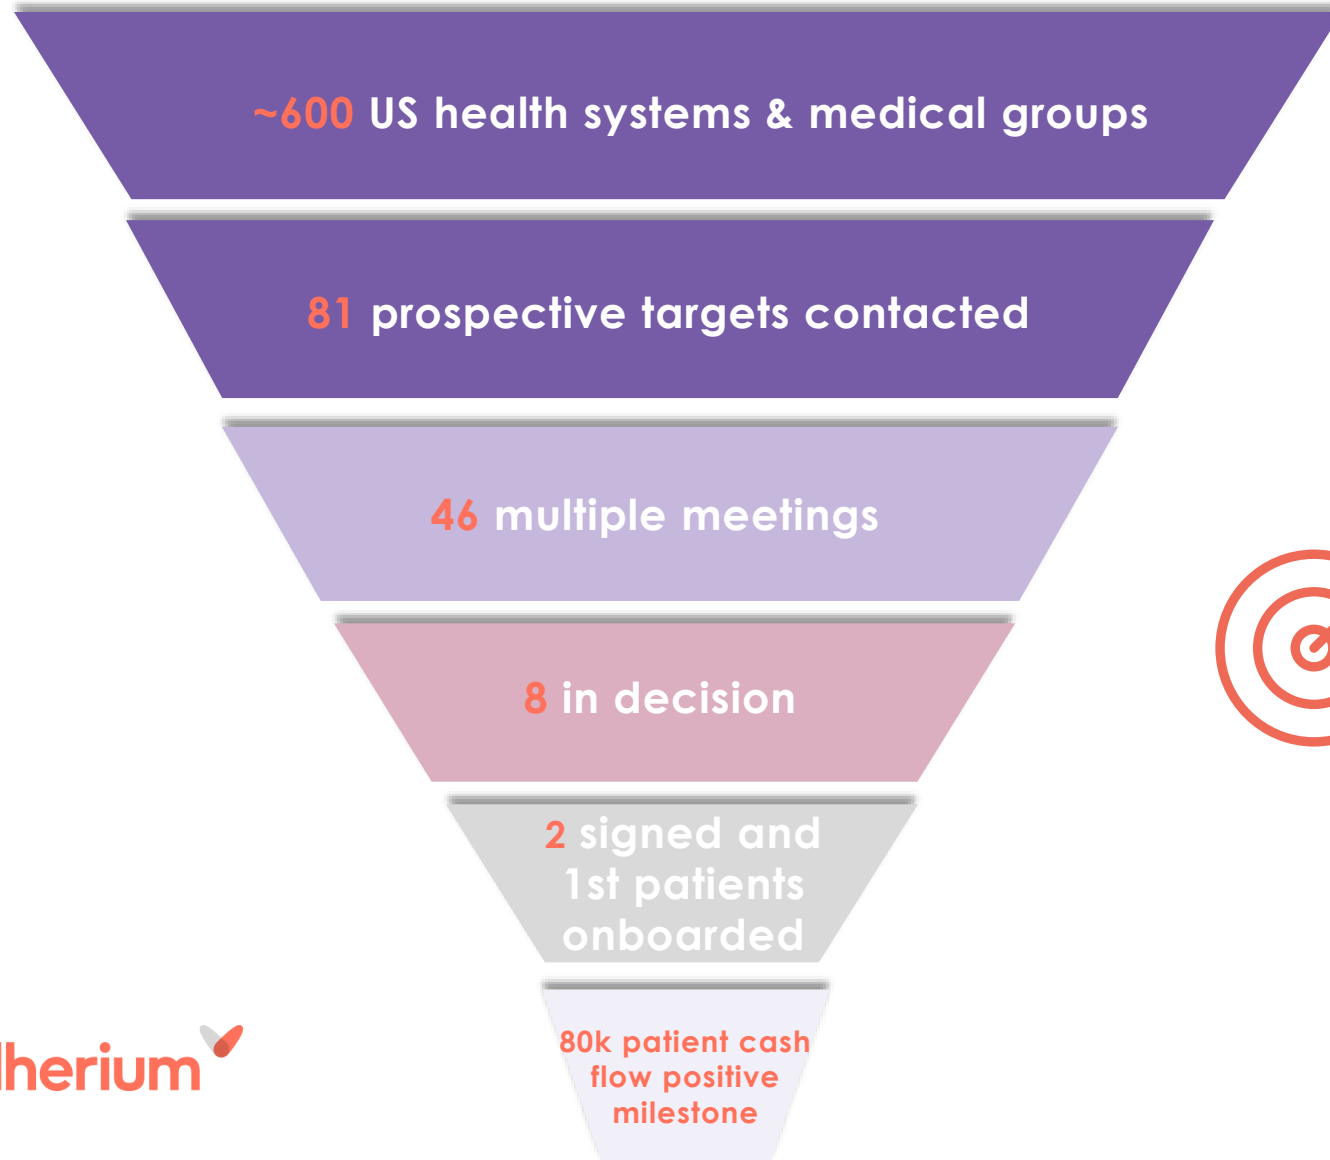 ~600 US health systems & medical groups
81 prospective targets contacted
46 multiple meetings
8 in decision
2 signed and
1st patients
onboarded
80k patient cash
flow positive
milestone